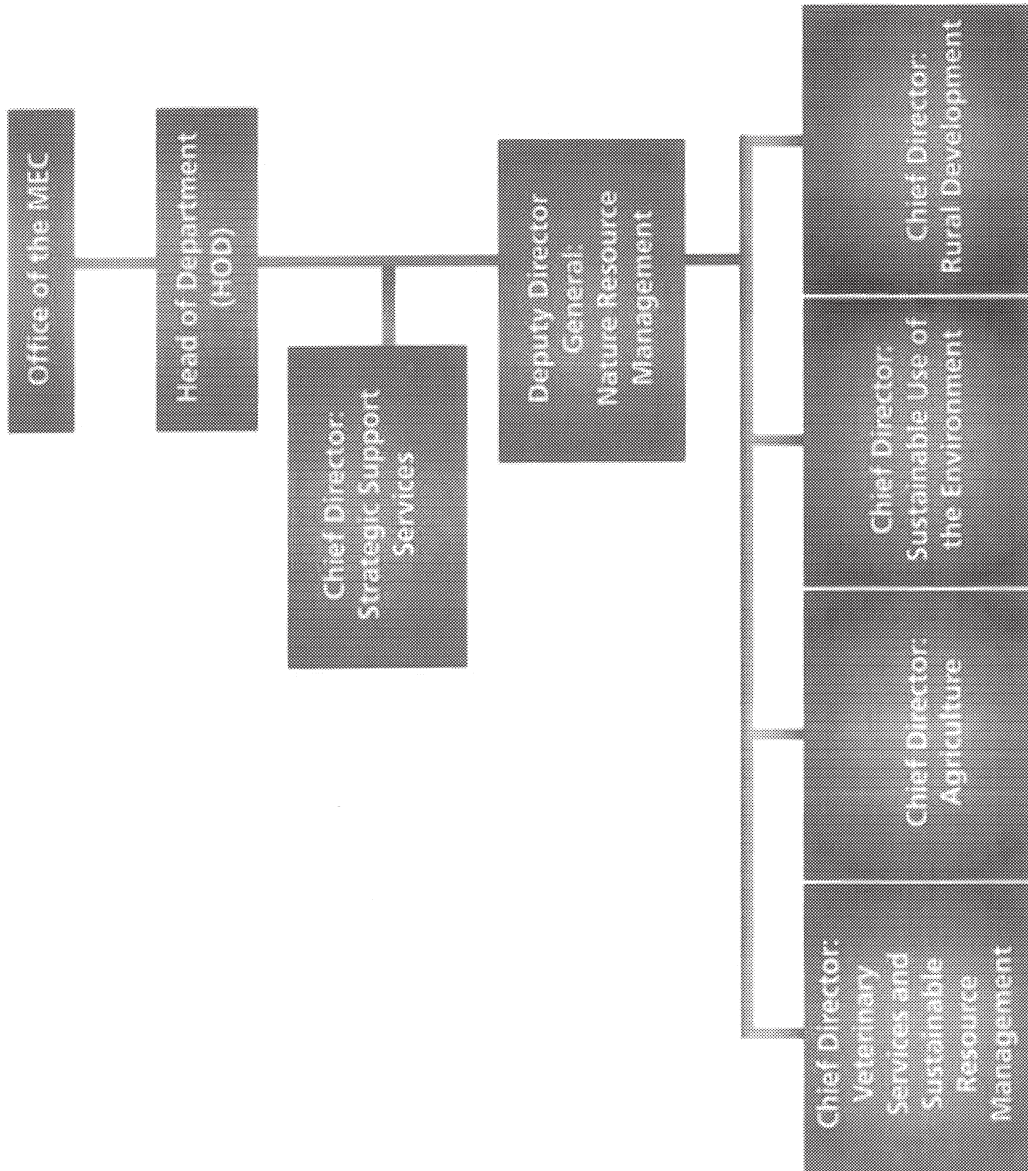 Office of the MEC
Head of Department
(HOD)
Chief Director:
Strategic Support
Services
Deputy Director
General:
Nature Resource
Management
Chief Director:
Veterinary
Services and
Sustainable
Resource
Management
Chief Director:
Agriculture
Chief Director:
Sustainable Use of
the Environment
Chief Director:
Rural Development